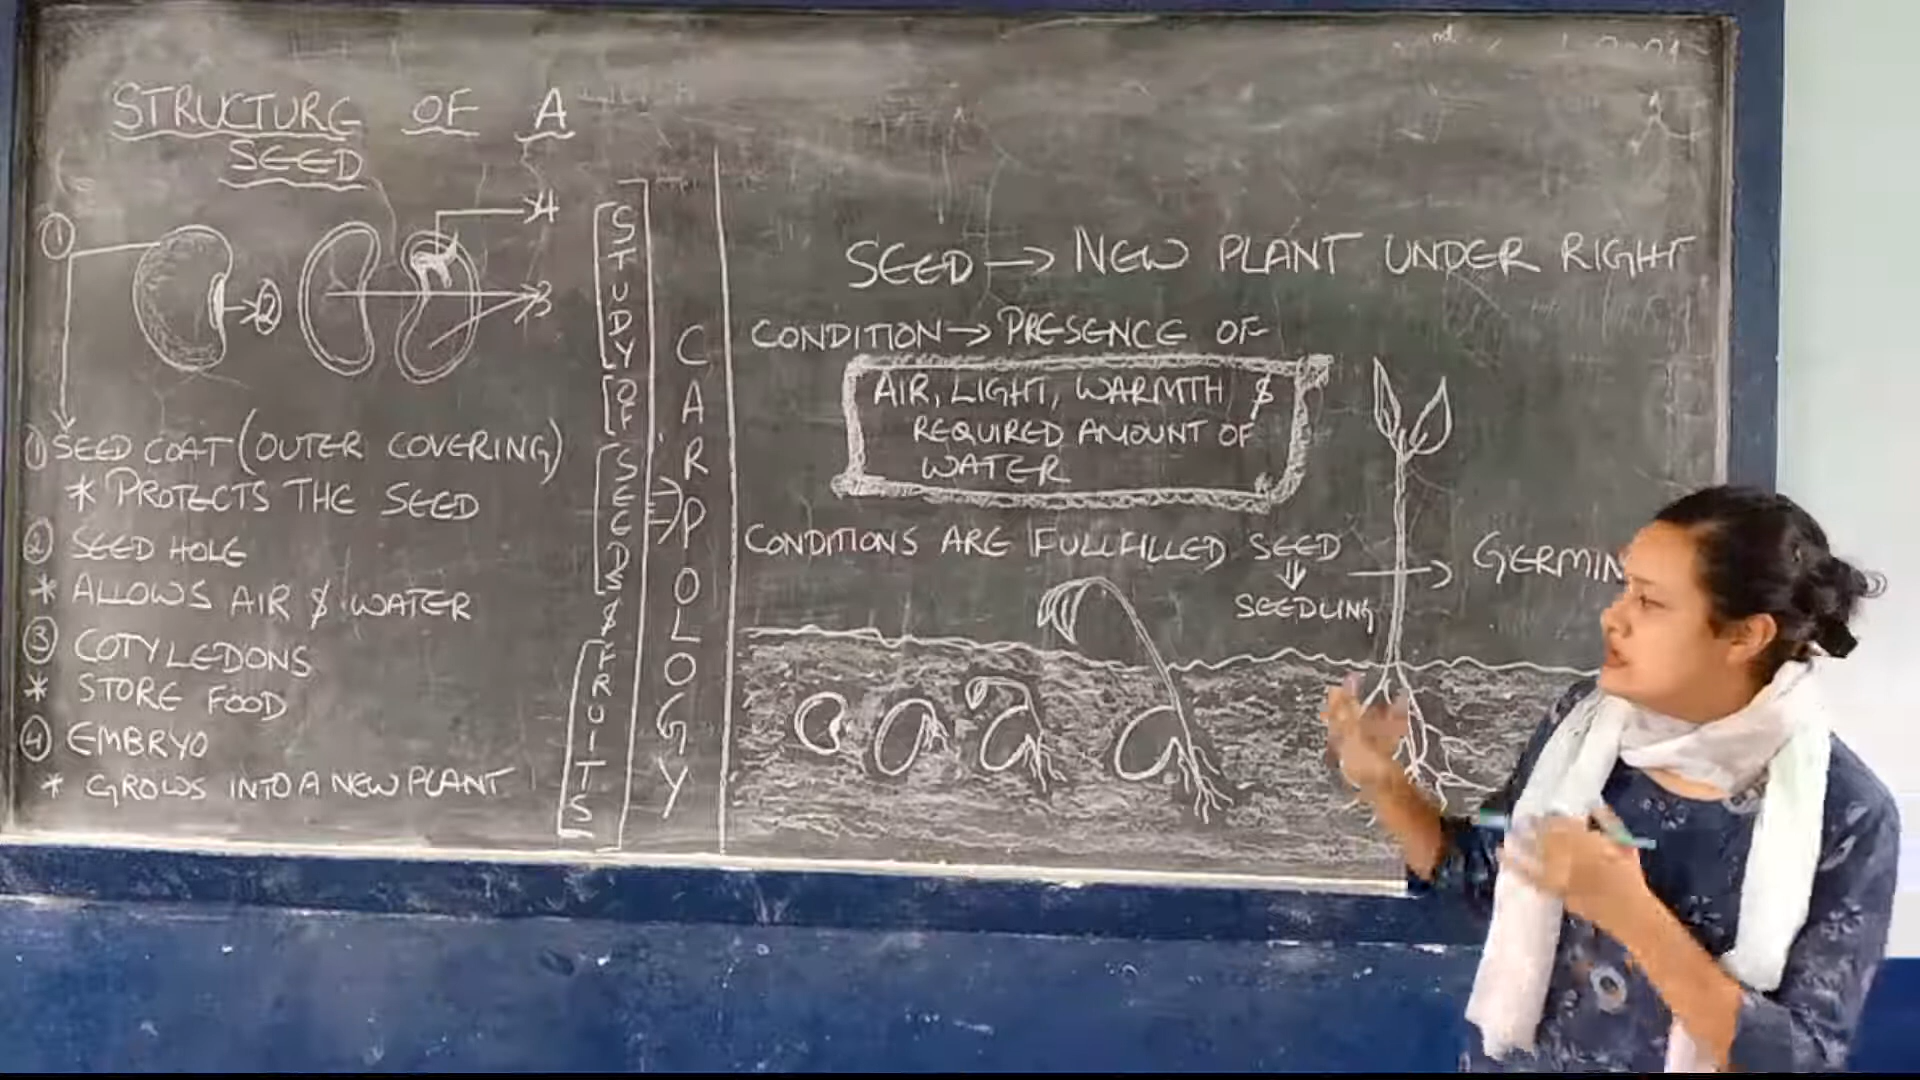 STRUCTURE OF A
SEED
①
②
4
3
① SEED COAT (OUTER COVERING)
* PROTECTS THE SEED
② SEED HOLE
* ALLOWS AIR & WATER
③ COTYLEDONS
* STORE FOOD
④ EMBRYO
* GROWS INTO A NEW PLANT
[STUDY] [OF] [SEEDS & FRUITS]
CARPOLOGY
SEED → NEW PLANT UNDER RIGHT
CONDITION → PRESENCE OF
AIR, LIGHT, WARMTH &
REQUIRED AMOUNT OF
WATER
CONDITIONS ARE FULLFILLED SEED
⇓
SEEDLING
→ GERMIN